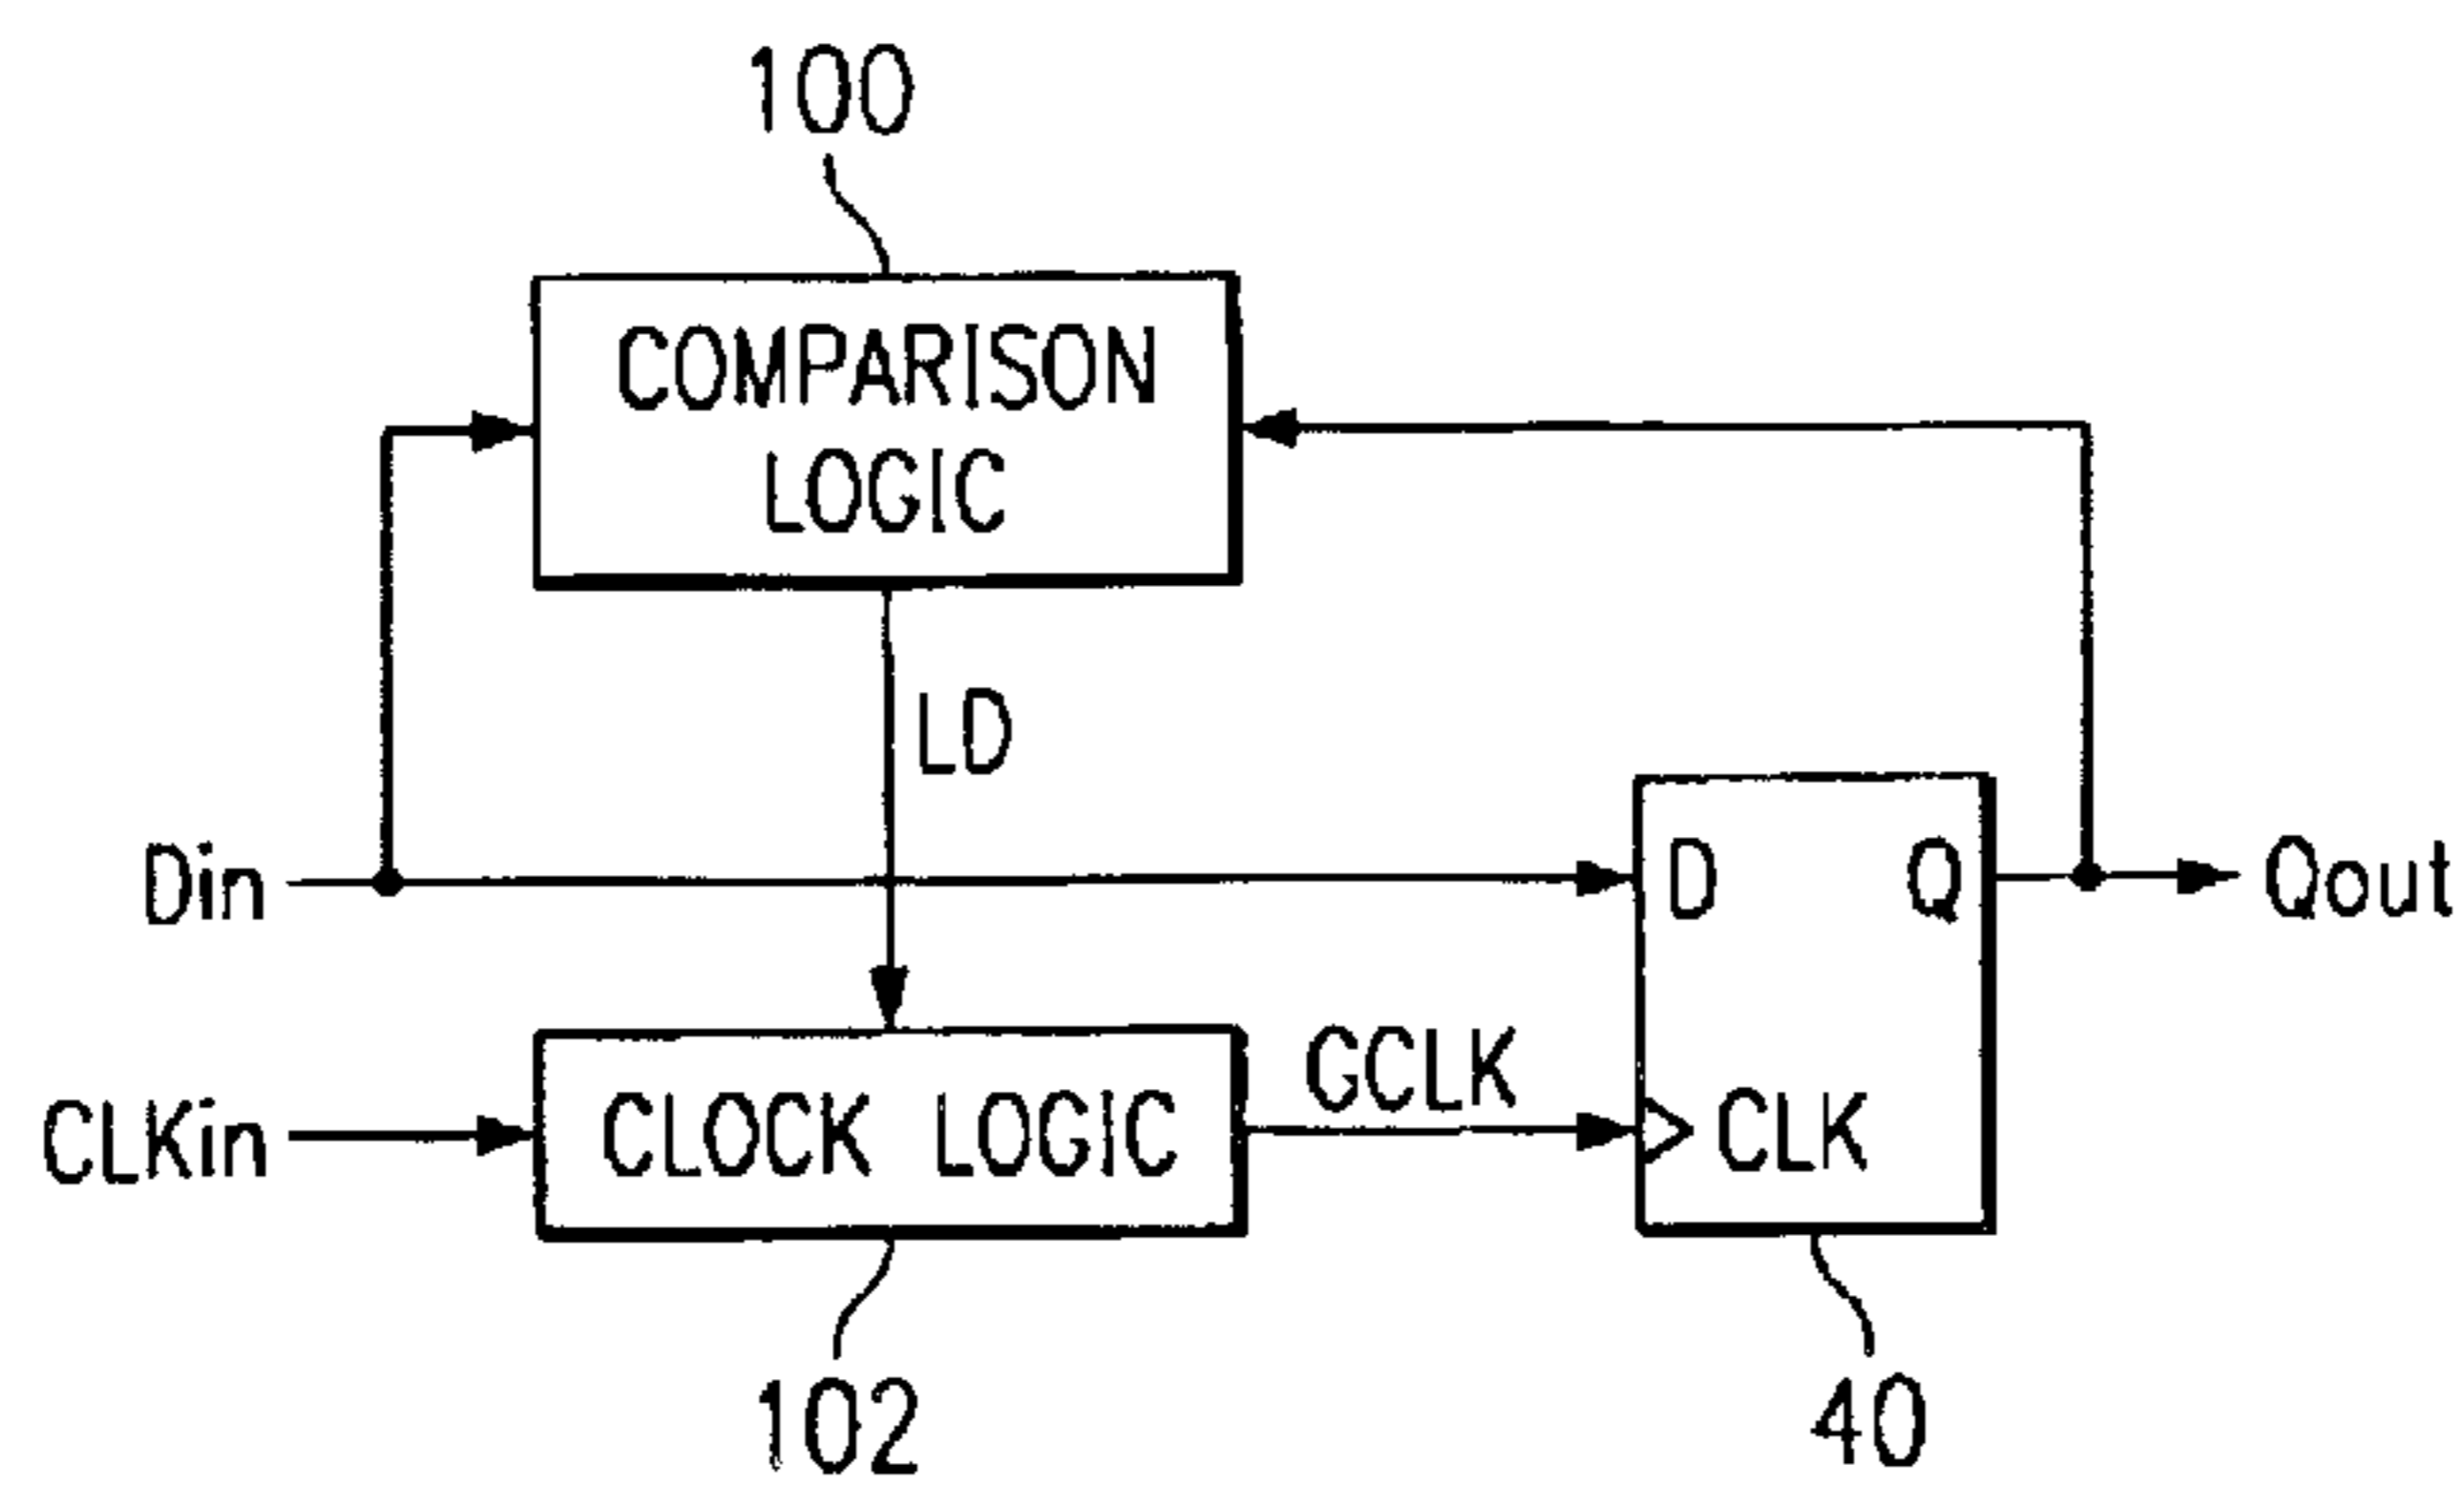 100
COMPARISON
LOGIC
LD
Din
D Q
Qout
CLKin
CLOCK LOGIC
GCLK
CLK
102
40